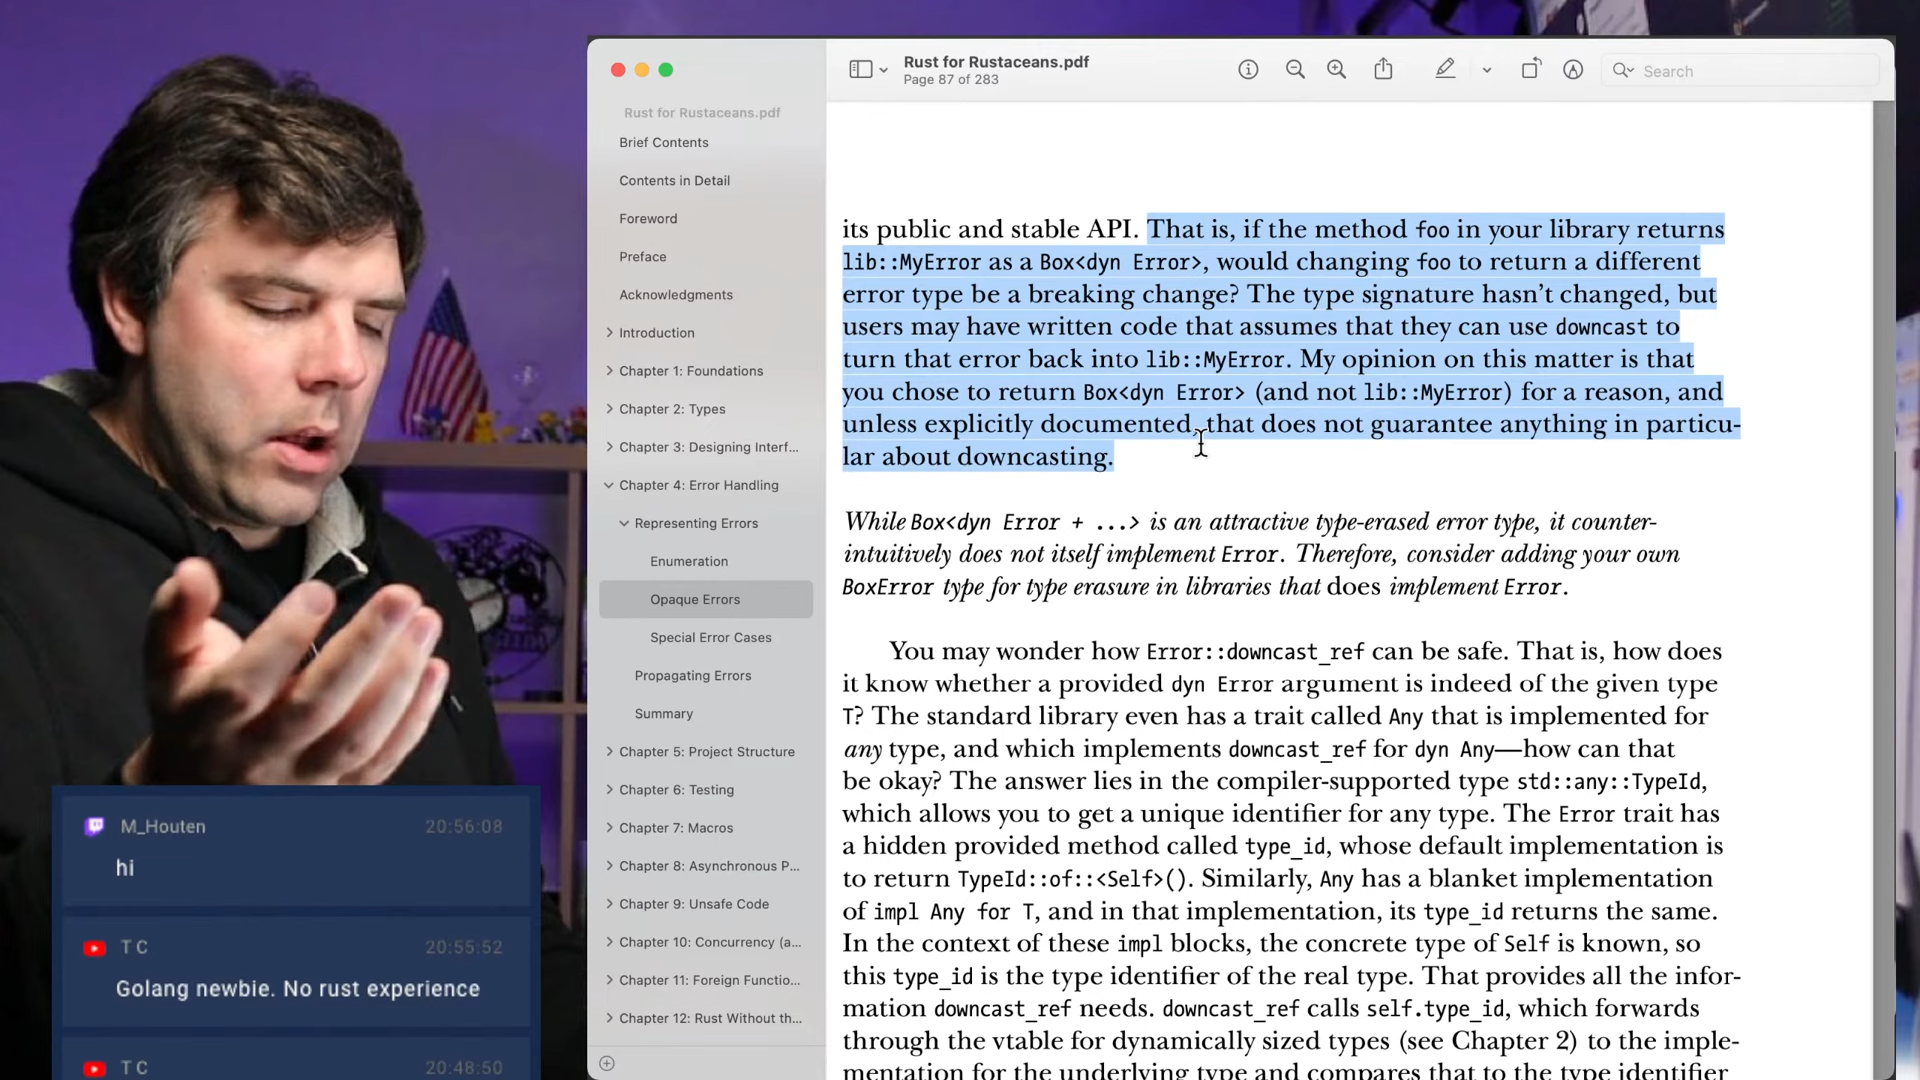 Rust for Rustaceans.pdf
Page 87 of 283
Search
Rust for Rustaceans.pdf
Brief Contents
Contents in Detail
Foreword
Preface
Acknowledgments
Introduction
Chapter 1: Foundations
Chapter 2: Types
Chapter 3: Designing Interf...
Chapter 4: Error Handling
Representing Errors
Enumeration
Opaque Errors
Special Error Cases
Propagating Errors
Summary
Chapter 5: Project Structure
Chapter 6: Testing
Chapter 7: Macros
Chapter 8: Asynchronous P...
Chapter 9: Unsafe Code
Chapter 10: Concurrency (a...
Chapter 11: Foreign Functio...
Chapter 12: Rust Without th...
its public and stable API. That is, if the method foo in your library returns
lib::MyError as a Box<dyn Error>, would changing foo to return a different
error type be a breaking change? The type signature hasn't changed, but
users may have written code that assumes that they can use downcast to
turn that error back into lib::MyError. My opinion on this matter is that
you chose to return Box<dyn Error> (and not lib::MyError) for a reason, and
unless explicitly documented, that does not guarantee anything in particu-
lar about downcasting.
While Box<dyn Error + ...> is an attractive type-erased error type, it counter-
intuitively does not itself implement Error. Therefore, consider adding your own
BoxError type for type erasure in libraries that does implement Error.
You may wonder how Error::downcast_ref can be safe. That is, how does
it know whether a provided dyn Error argument is indeed of the given type
T? The standard library even has a trait called Any that is implemented for
any type, and which implements downcast_ref for dyn Any—how can that
be okay? The answer lies in the compiler-supported type std::any::TypeId,
which allows you to get a unique identifier for any type. The Error trait has
a hidden provided method called type_id, whose default implementation is
to return TypeId::of::<Self>(). Similarly, Any has a blanket implementation
of impl Any for T, and in that implementation, its type_id returns the same.
In the context of these impl blocks, the concrete type of Self is known, so
this type_id is the type identifier of the real type. That provides all the infor-
mation downcast_ref needs. downcast_ref calls self.type_id, which forwards
through the vtable for dynamically sized types (see Chapter 2) to the imple-
mentation for the underlying type and compares that to the type identifier
M_Houten 20:56:08
hi
T C 20:55:52
Golang newbie. No rust experience
T C 20:48:50